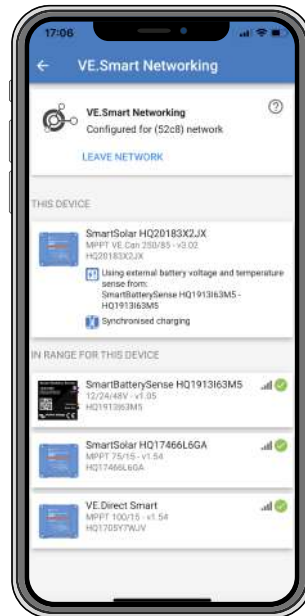 17:06
VE.Smart Networking
VE.Smart Networking
Configured for (52c8) network
LEAVE NETWORK
THIS DEVICE
SmartSolar HQ20183X2JX
MPPT VE.Can 250/85 - v3.02
HQ20183X2JX
Using external battery voltage and temperature
sense from:
SmartBatterySense HQ1913I63M5 -
HQ1913I63M5
Synchronised charging
IN RANGE FOR THIS DEVICE
SmartBatterySense HQ1913I63M5
12/24/48V - v1.05
HQ1913I63M5
SmartSolar HQ17466L6GA
MPPT 75/15 - v1.54
HQ17466L6GA
VE.Direct Smart
MPPT 100/15 - v1.54
HQ1705Y7WJV